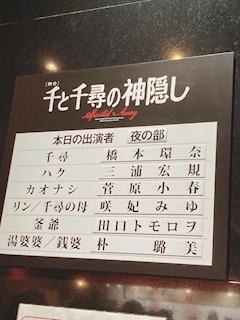 ［舞台］
千と千尋の神隠し
Spirited Away
本日の出演者 夜の部
千尋 橋本環奈
ハク 三浦宏規
カオナシ 菅原小春
リン／千尋の母 咲妃みゆ
釜爺 田口トモロヲ
湯婆婆／銭婆 朴璐美